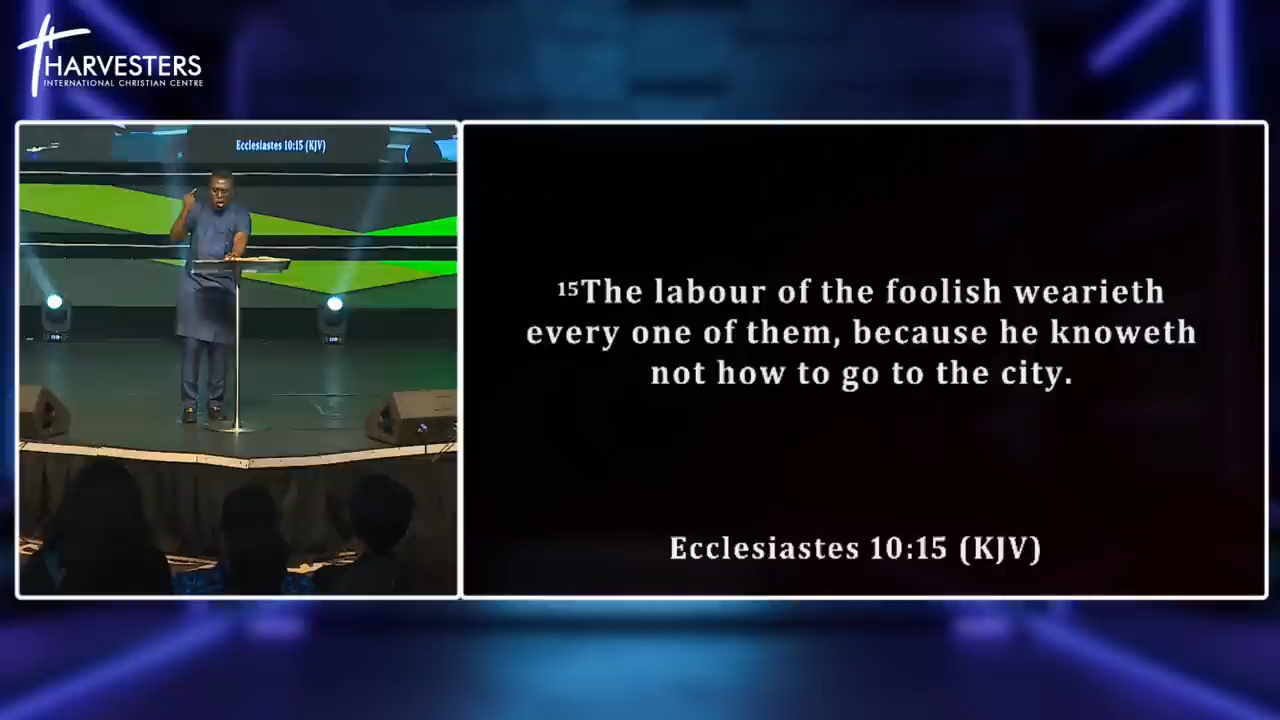 HARVESTERS
INTERNATIONAL CHRISTIAN CENTRE
Ecclesiastes 10:15 (KJV)
¹⁵The labour of the foolish wearieth
every one of them, because he knoweth
not how to go to the city.
Ecclesiastes 10:15 (KJV)